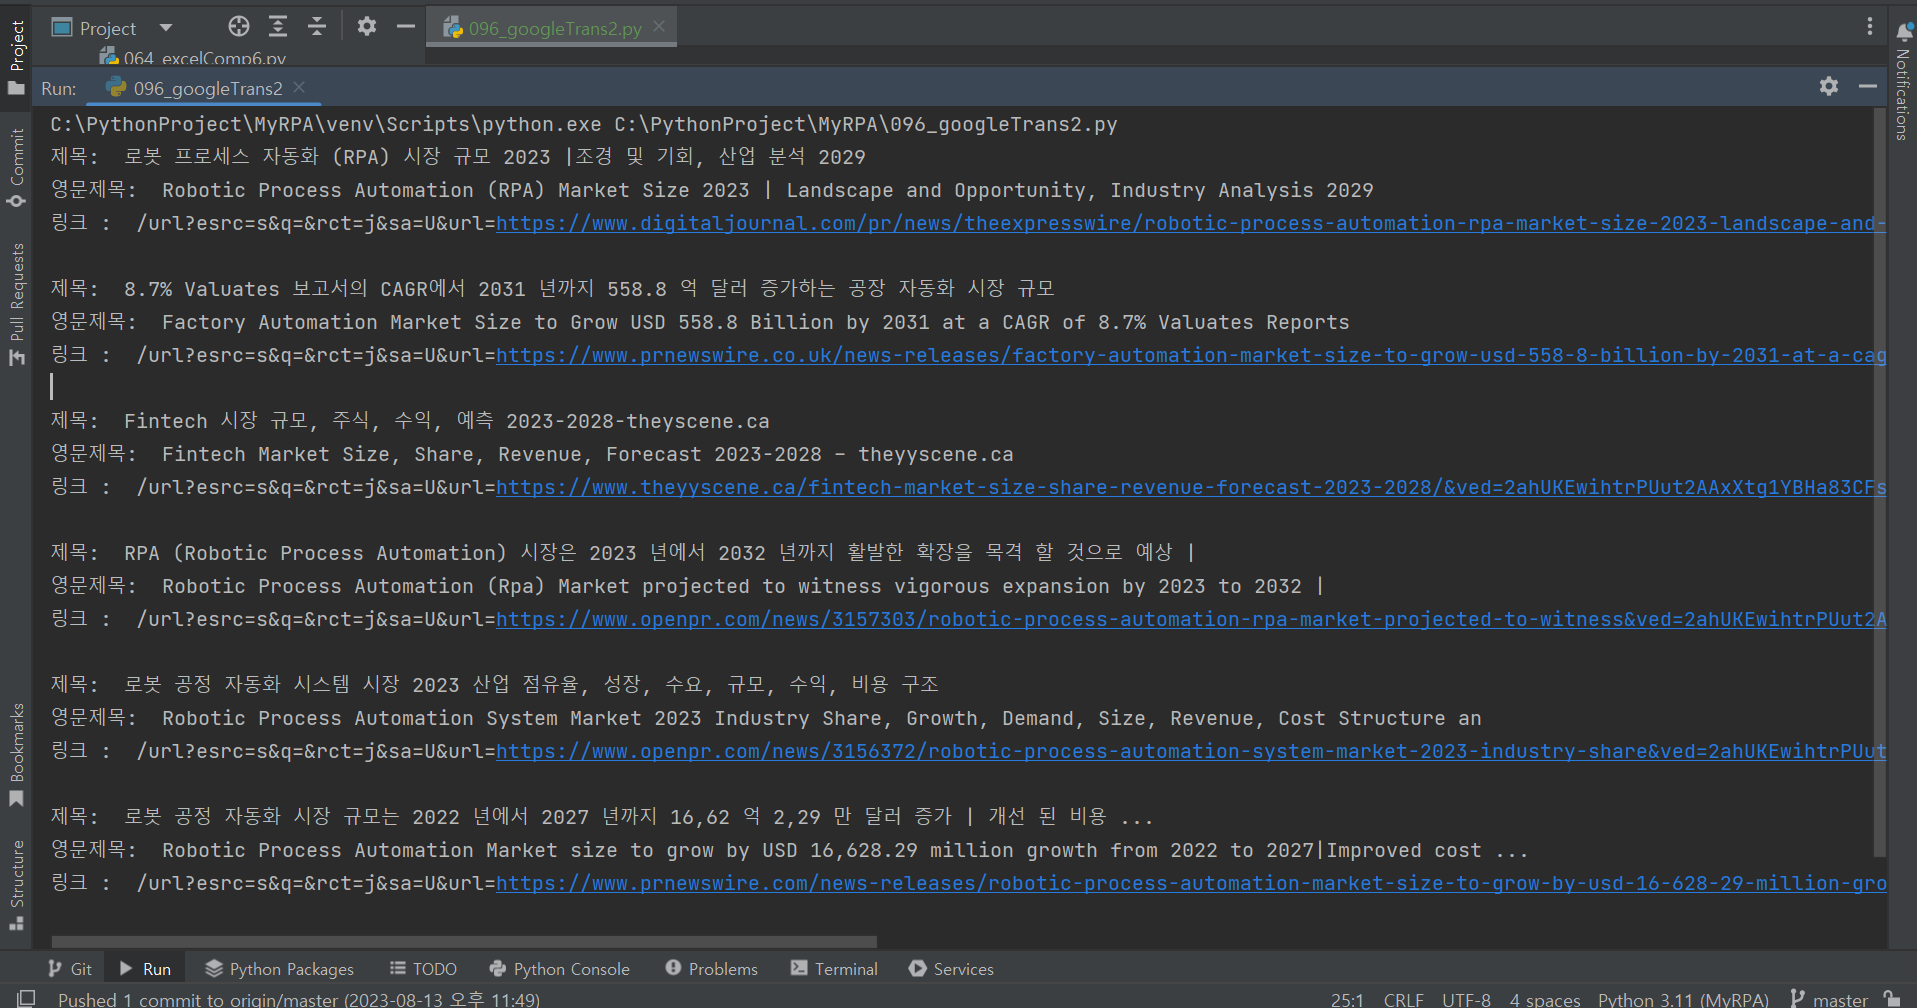 Project
096_googleTrans2.py
064_excelComp6.py
Run:
096_googleTrans2
C:\PythonProject\MyRPA\venv\Scripts\python.exe C:\PythonProject\MyRPA\096_googleTrans2.py
제목:  로봇 프로세스 자동화 (RPA) 시장 규모 2023 |조경 및 기회, 산업 분석 2029
영문제목:  Robotic Process Automation (RPA) Market Size 2023 | Landscape and Opportunity, Industry Analysis 2029
링크 :  /url?esrc=s&q=&rct=j&sa=U&url=https://www.digitaljournal.com/pr/news/theexpresswire/robotic-process-automation-rpa-market-size-2023-landscape-and-
제목:  8.7% Valuates 보고서의 CAGR에서 2031 년까지 558.8 억 달러 증가하는 공장 자동화 시장 규모
영문제목:  Factory Automation Market Size to Grow USD 558.8 Billion by 2031 at a CAGR of 8.7% Valuates Reports
링크 :  /url?esrc=s&q=&rct=j&sa=U&url=https://www.prnewswire.co.uk/news-releases/factory-automation-market-size-to-grow-usd-558-8-billion-by-2031-at-a-cag
제목:  Fintech 시장 규모, 주식, 수익, 예측 2023-2028-theyscene.ca
영문제목:  Fintech Market Size, Share, Revenue, Forecast 2023-2028 – theyyscene.ca
링크 :  /url?esrc=s&q=&rct=j&sa=U&url=https://www.theyyscene.ca/fintech-market-size-share-revenue-forecast-2023-2028/&ved=2ahUKEwihtrPUut2AAxXtg1YBHa83CFs
제목:  RPA (Robotic Process Automation) 시장은 2023 년에서 2032 년까지 활발한 확장을 목격 할 것으로 예상 |
영문제목:  Robotic Process Automation (Rpa) Market projected to witness vigorous expansion by 2023 to 2032 |
링크 :  /url?esrc=s&q=&rct=j&sa=U&url=https://www.openpr.com/news/3157303/robotic-process-automation-rpa-market-projected-to-witness&ved=2ahUKEwihtrPUut2A
제목:  로봇 공정 자동화 시스템 시장 2023 산업 점유율, 성장, 수요, 규모, 수익, 비용 구조
영문제목:  Robotic Process Automation System Market 2023 Industry Share, Growth, Demand, Size, Revenue, Cost Structure an
링크 :  /url?esrc=s&q=&rct=j&sa=U&url=https://www.openpr.com/news/3156372/robotic-process-automation-system-market-2023-industry-share&ved=2ahUKEwihtrPUut
제목:  로봇 공정 자동화 시장 규모는 2022 년에서 2027 년까지 16,62 억 2,29 만 달러 증가 | 개선 된 비용 ...
영문제목:  Robotic Process Automation Market size to grow by USD 16,628.29 million growth from 2022 to 2027|Improved cost ...
링크 :  /url?esrc=s&q=&rct=j&sa=U&url=https://www.prnewswire.com/news-releases/robotic-process-automation-market-size-to-grow-by-usd-16-628-29-million-gro
Project
Commit
Pull Requests
Bookmarks
Structure
Notifications
Git
Run
Python Packages
TODO
Python Console
Problems
Terminal
Services
Pushed 1 commit to origin/master (2023-08-13 오후 11:49)
25:1
CRLF
UTF-8
4 spaces
Python 3.11 (MyRPA)
master